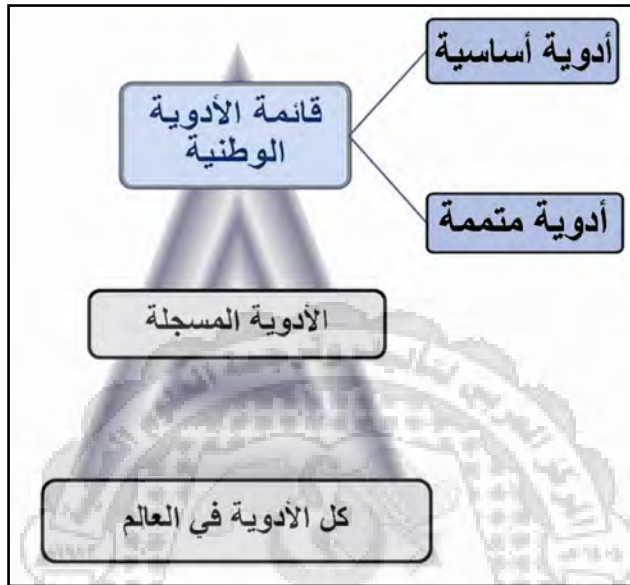 أدوية أساسية
قائمة الأدوية
الوطنية
أدوية متممة
الأدوية المسجلة
كل الأدوية في العالم